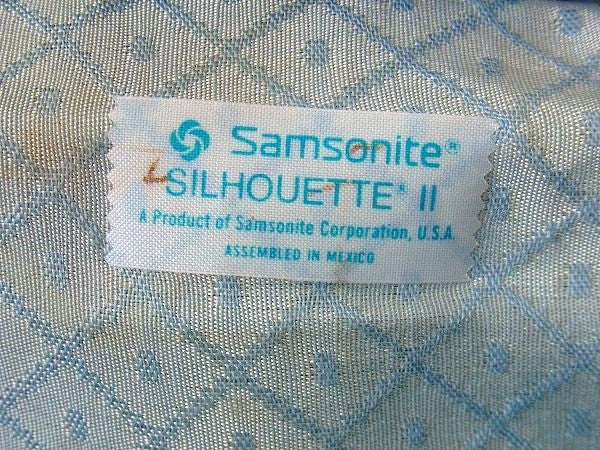 Samsonite®
SILHOUETTE® II
A Product of Samsonite Corporation, U.S.A.
ASSEMBLED IN MEXICO